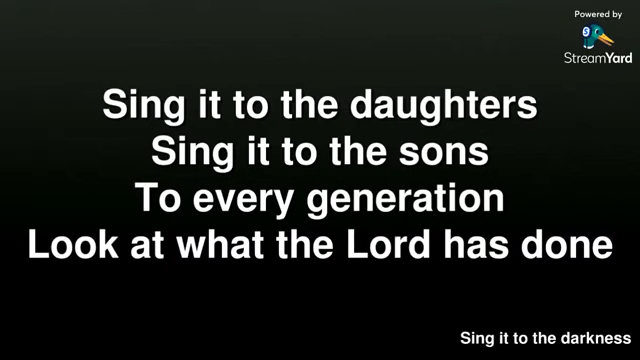 Powered by
StreamYard
Sing it to the daughters
Sing it to the sons
To every generation
Look at what the Lord has done
Sing it to the darkness